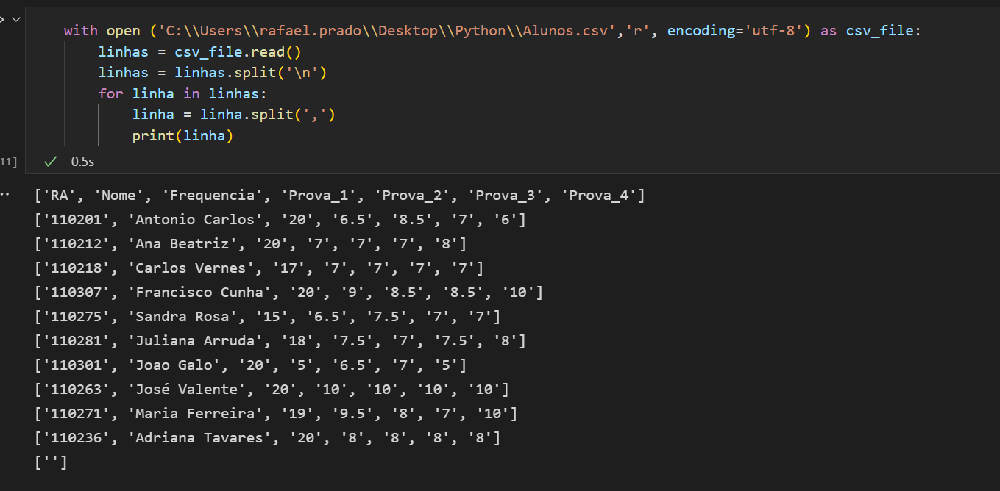 with open ('C:\\Users\\rafael.prado\\Desktop\\Python\\Alunos.csv','r', encoding='utf-8') as csv_file:
linhas = csv_file.read()
linhas = linhas.split('\n')
for linha in linhas:
linha = linha.split(',')
print(linha)
11] 0.5s
['RA', 'Nome', 'Frequencia', 'Prova_1', 'Prova_2', 'Prova_3', 'Prova_4']
['110201', 'Antonio Carlos', '20', '6.5', '8.5', '7', '6']
['110212', 'Ana Beatriz', '20', '7', '7', '7', '8']
['110218', 'Carlos Vernes', '17', '7', '7', '7', '7']
['110307', 'Francisco Cunha', '20', '9', '8.5', '8.5', '10']
['110275', 'Sandra Rosa', '15', '6.5', '7.5', '7', '7']
['110281', 'Juliana Arruda', '18', '7.5', '7', '7.5', '8']
['110301', 'Joao Galo', '20', '5', '6.5', '7', '5']
['110263', 'José Valente', '20', '10', '10', '10', '10']
['110271', 'Maria Ferreira', '19', '9.5', '8', '7', '10']
['110236', 'Adriana Tavares', '20', '8', '8', '8', '8']
['']